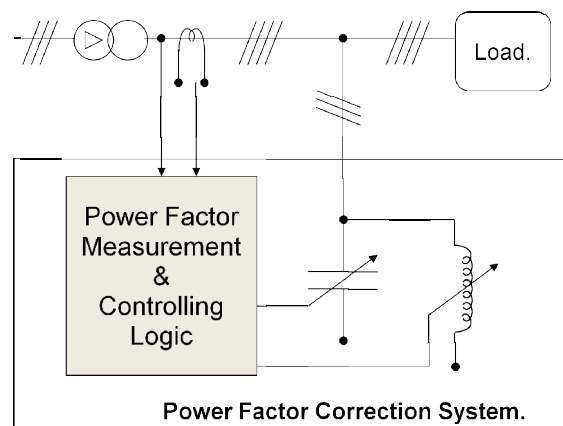 Load.
Power Factor
Measurement
&
Controlling
Logic
Power Factor Correction System.